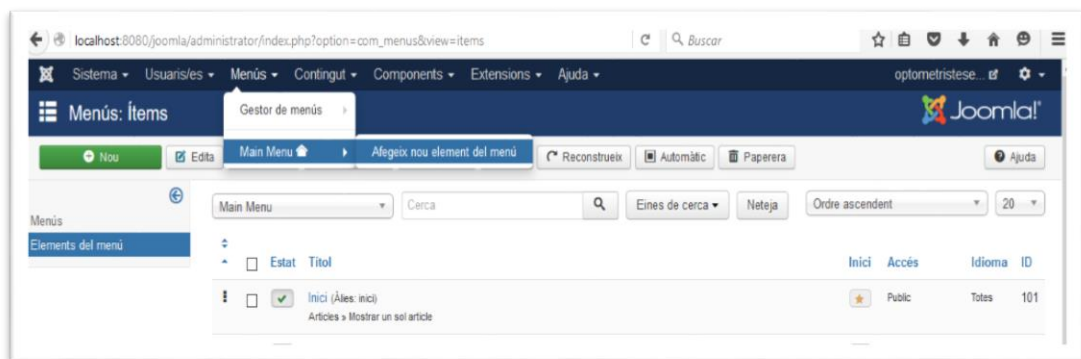 localhost:8080/joomla/administrator/index.php?option=com_menus&view=items
Buscar
Sistema Usuaris/es Menús Contingut Components Extensions Ajuda optometristese...
Menús: Ítems
Gestor de menús
Joomla!
Nou Edita Main Menu Afegeix nou element del menú Reconstrueix Automàtic Paperera Ajuda
Main Menu Cerca Eines de cerca Neteja Ordre ascendent 20
Menús
Elements del menú
Estat Títol Inici Accés Idioma ID
Inici (Àlies: inici) Public Totes 101
Articles » Mostrar un sol article